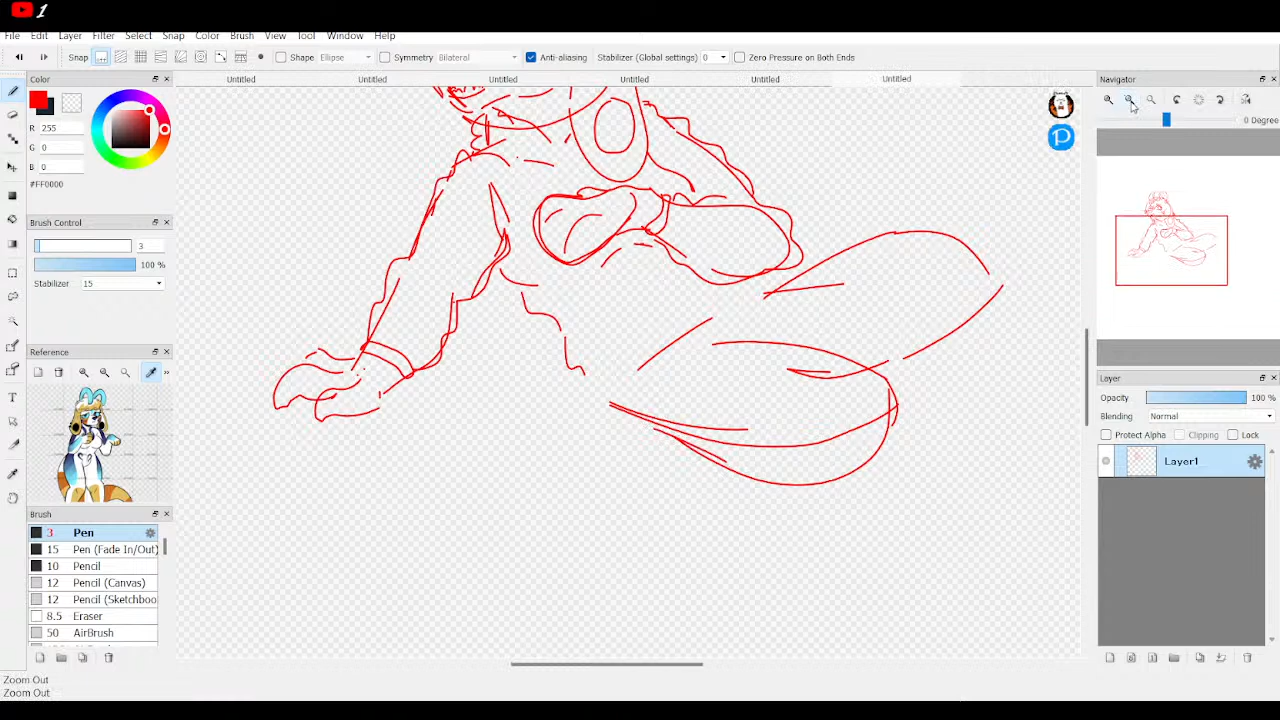 1
File Edit Layer Filter Select Snap Color Brush View Tool Window Help
Snap Shape Ellipse Symmetry Bilateral Anti-aliasing Stabilizer (Global settings) 0 Zero Pressure on Both Ends
Color
Untitled Untitled Untitled Untitled Untitled Untitled
Navigator
R 255
G 0
B 0
#FF0000
0 Degree
Brush Control
3
100 %
Stabilizer 15
Reference
Layer
Opacity 100 %
Blending Normal
Protect Alpha Clipping Lock
Layer1
Brush
3 Pen
15 Pen (Fade In/Out)
10 Pencil
12 Pencil (Canvas)
12 Pencil (Sketchboo
8.5 Eraser
50 AirBrush
Zoom Out
Zoom Out